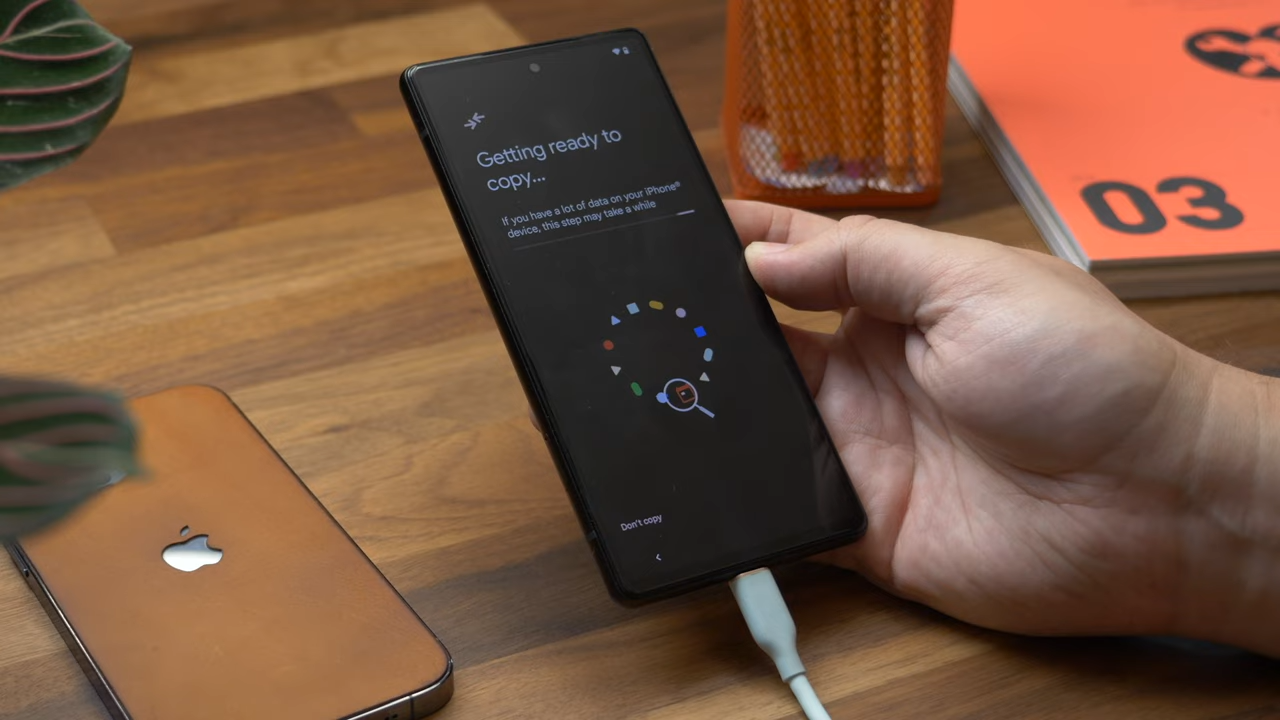 Getting ready to
copy...
If you have a lot of data on your iPhone®
device, this step may take a while
Don't copy
03